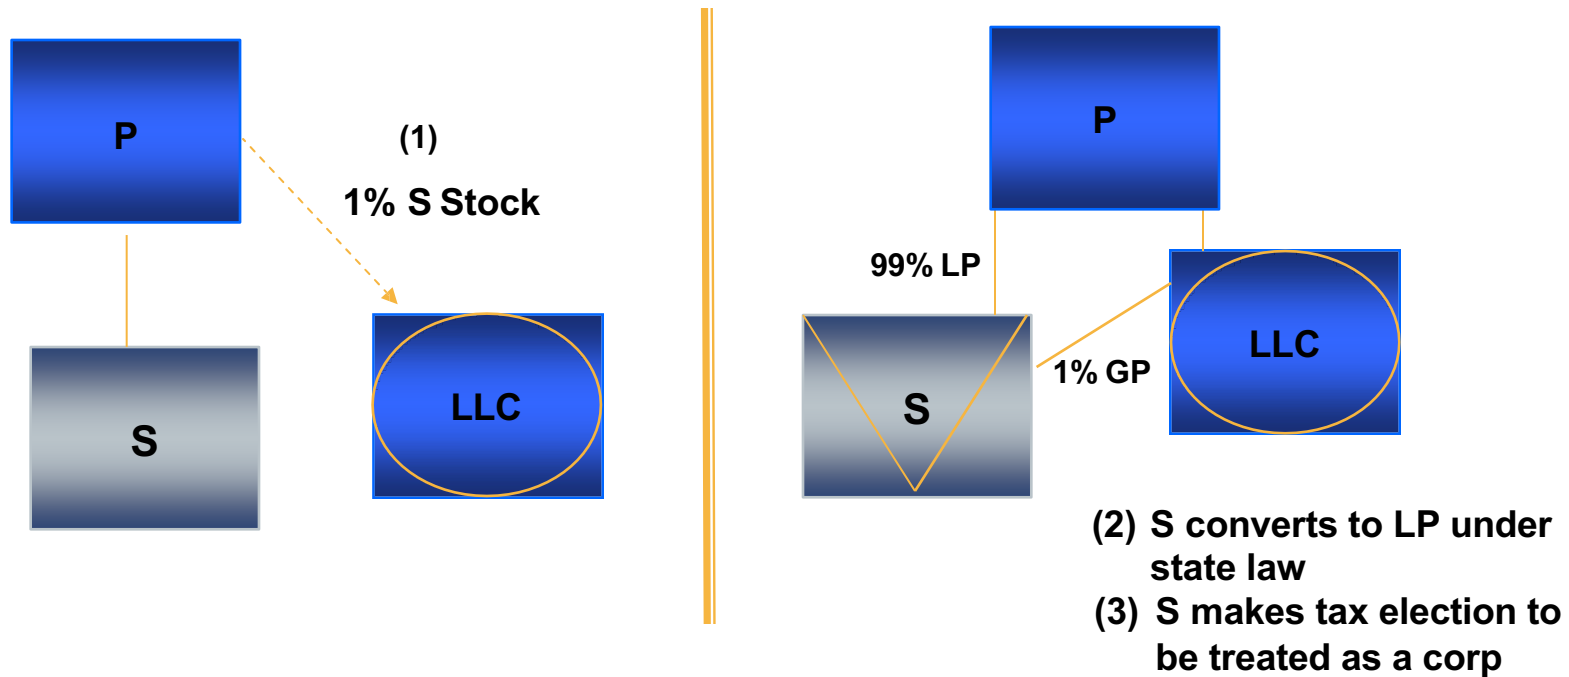 P
(1)
1% S Stock
S
LLC
P
99% LP
LLC
1% GP
S
(2) S converts to LP under
state law
(3) S makes tax election to
be treated as a corp